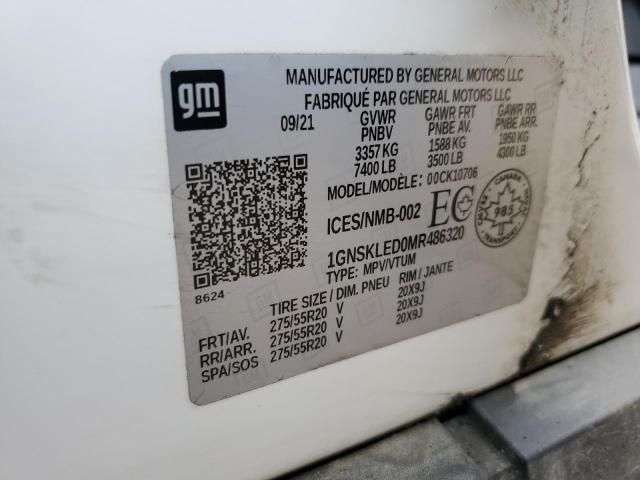 gm
MANUFACTURED BY GENERAL MOTORS LLC
FABRIQUÉ PAR GENERAL MOTORS LLC
09/21 GVWR GAWR FRT GAWR RR
PNBV PNBE AV. PNBE ARR.
3357 KG 1588 KG 1950 KG
7400 LB 3500 LB 4300 LB
MODEL/MODÈLE: 00CK10706
ICES/NMB-002 EC CANADA 985
1GNSKLED0MR486320
TYPE: MPV/VTUM
8624
TIRE SIZE / DIM. PNEU RIM / JANTE
FRT/AV. 275/55R20 V 20X9J
RR/ARR. 275/55R20 V 20X9J
SPA/SOS 275/55R20 V 20X9J